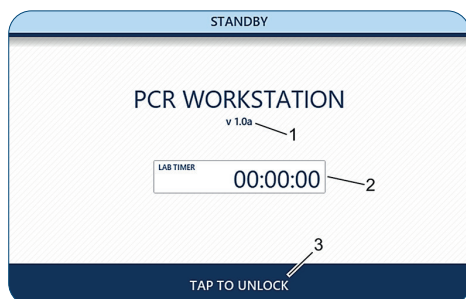 STANDBY
PCR WORKSTATION
v 1.0a
1
LAB TIMER
00:00:00
2
3
TAP TO UNLOCK